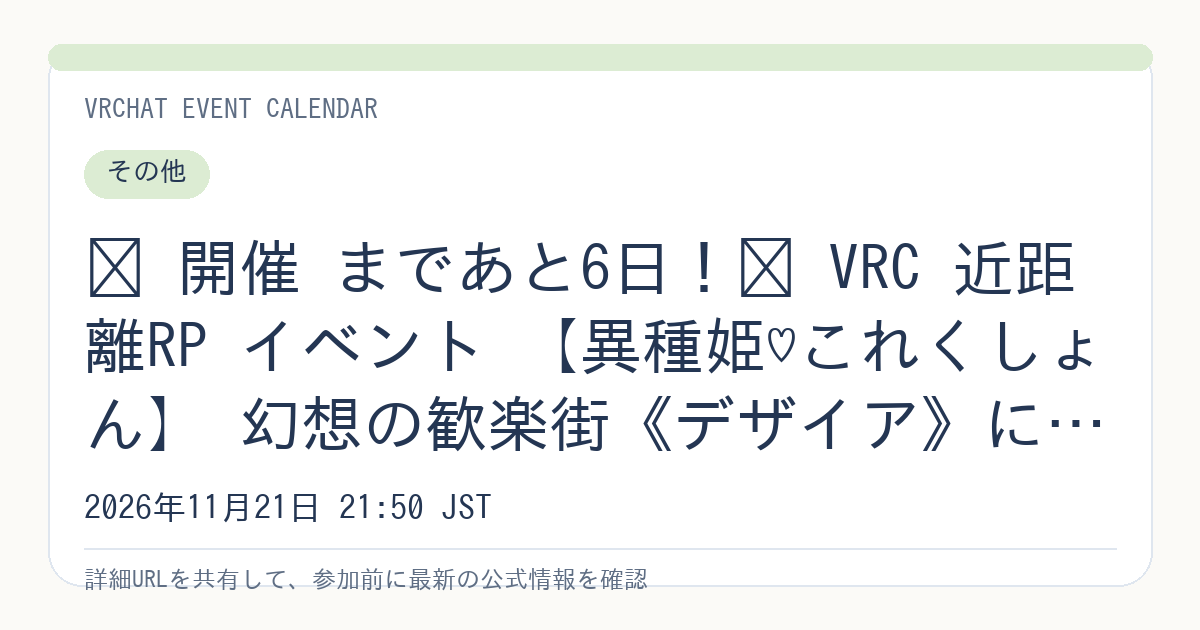 VRCHAT EVENT CALENDAR
その他
開催 まであと6日！ VRC 近距
離RP イベント 【異種姫♡これくしょ
ん】 幻想の歓楽街《デザイア》に…
2026年11月21日 21:50 JST
詳細URLを共有して、参加前に最新の公式情報を確認